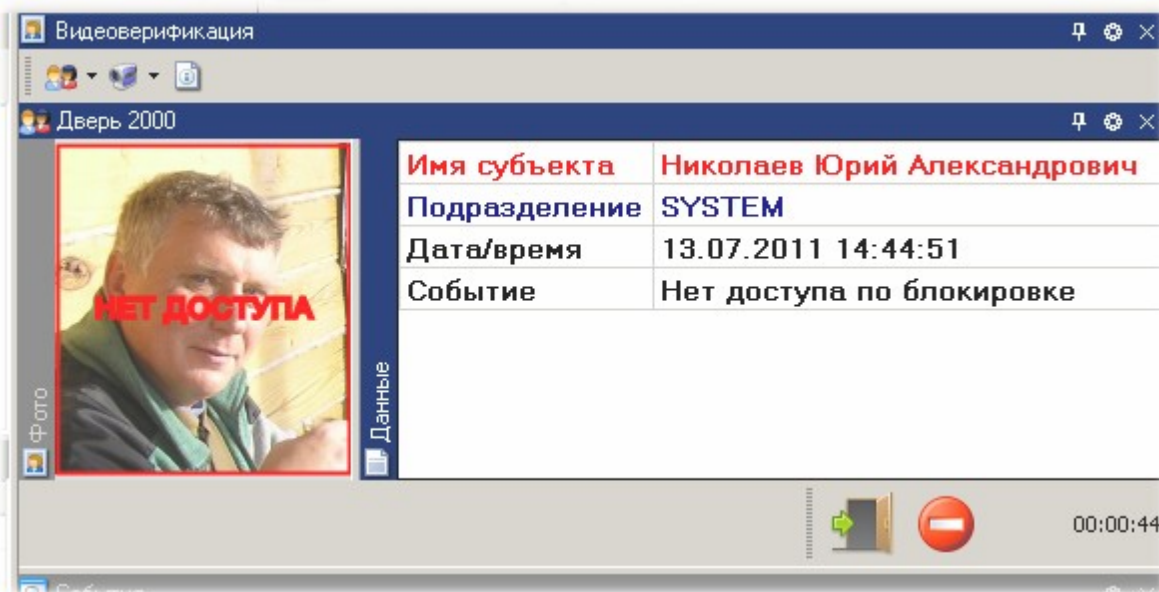 Видеоверификация
Дверь 2000
Фото
НЕТ ДОСТУПА
Данные
Имя субъекта Николаев Юрий Александрович
Подразделение SYSTEM
Дата/время 13.07.2011 14:44:51
Событие Нет доступа по блокировке
00:00:44